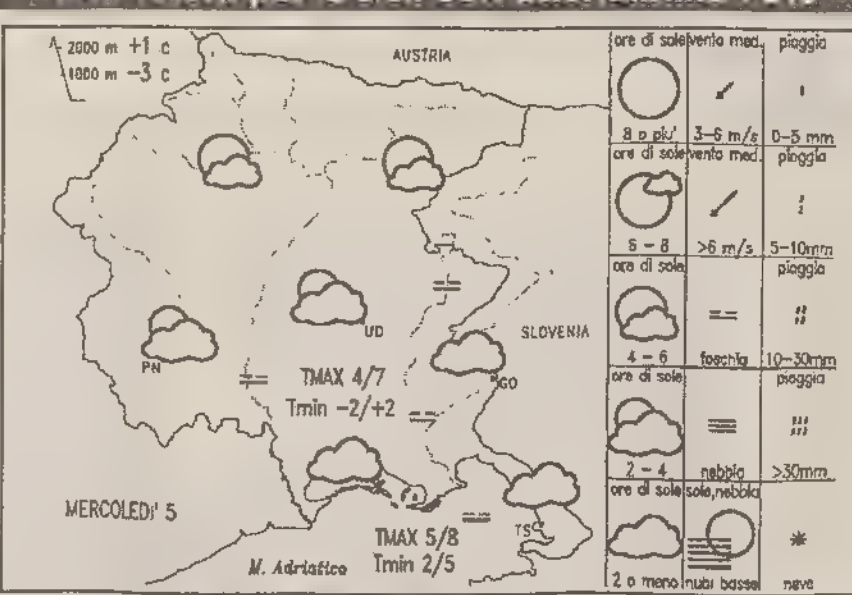 2000 m +1 c
1000 m -3 c
AUSTRIA
UD
PN
SLOVENIA
GO
TMAX 4/7
Tmin -2/+2
MERCOLEDI' 5
TS
TMAX 5/8
Tmin 2/5
M. Adriatico
ore di sole vento med. pioggia
8 o piu' 3-6 m/s 0-5 mm
ore di sole vento med. pioggia
6 - 8 >6 m/s 5-10mm
ore di sole pioggia
4 - 6 foschia 10-30mm
ore di sole pioggia
2 - 4 nebbia >30mm
ore di sole sole,nebbia
2 o meno nubi basse neve